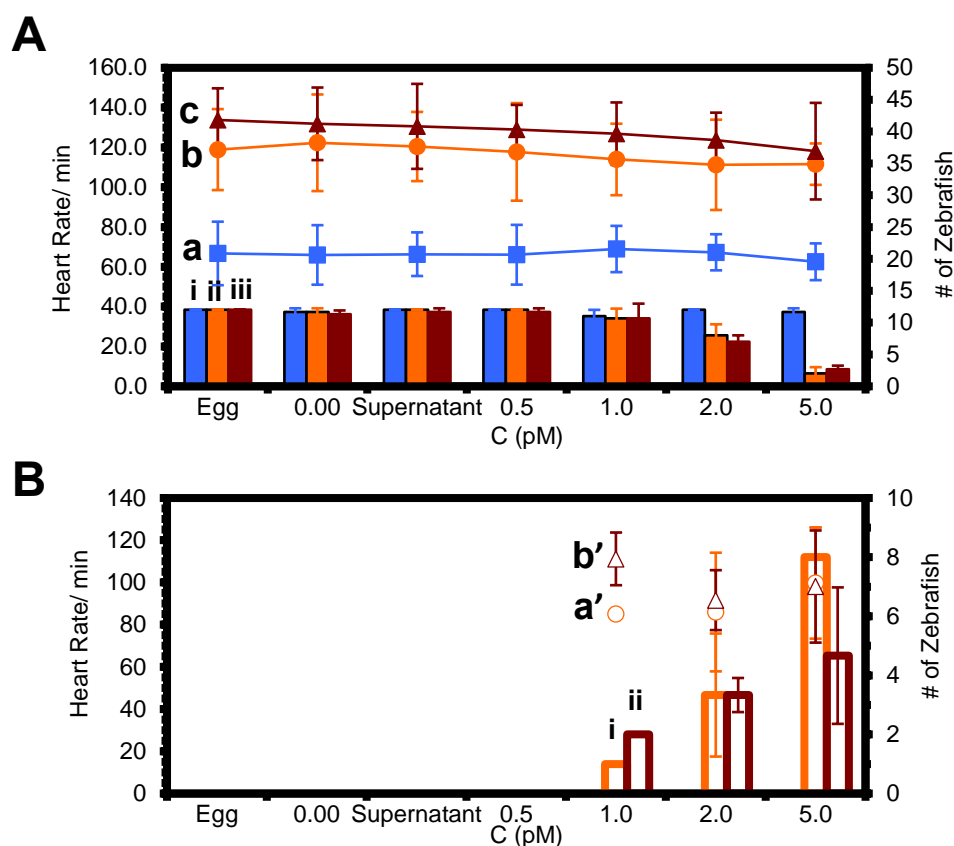 A
Heart Rate/ min
160.0
140.0
120.0
100.0
80.0
60.0
40.0
20.0
0.0
c
b
a
i ii iii
50
45
40
35
30
25
20
15
10
5
0
# of Zebrafish
Egg 0.00 Supernatant 0.5 1.0 2.0 5.0
C (pM)
B
Heart Rate/ min
140
120
100
80
60
40
20
0
b′
a′
i ii
10
8
6
4
2
0
# of Zebrafish
Egg 0.00 Supernatant 0.5 1.0 2.0 5.0
C (pM)